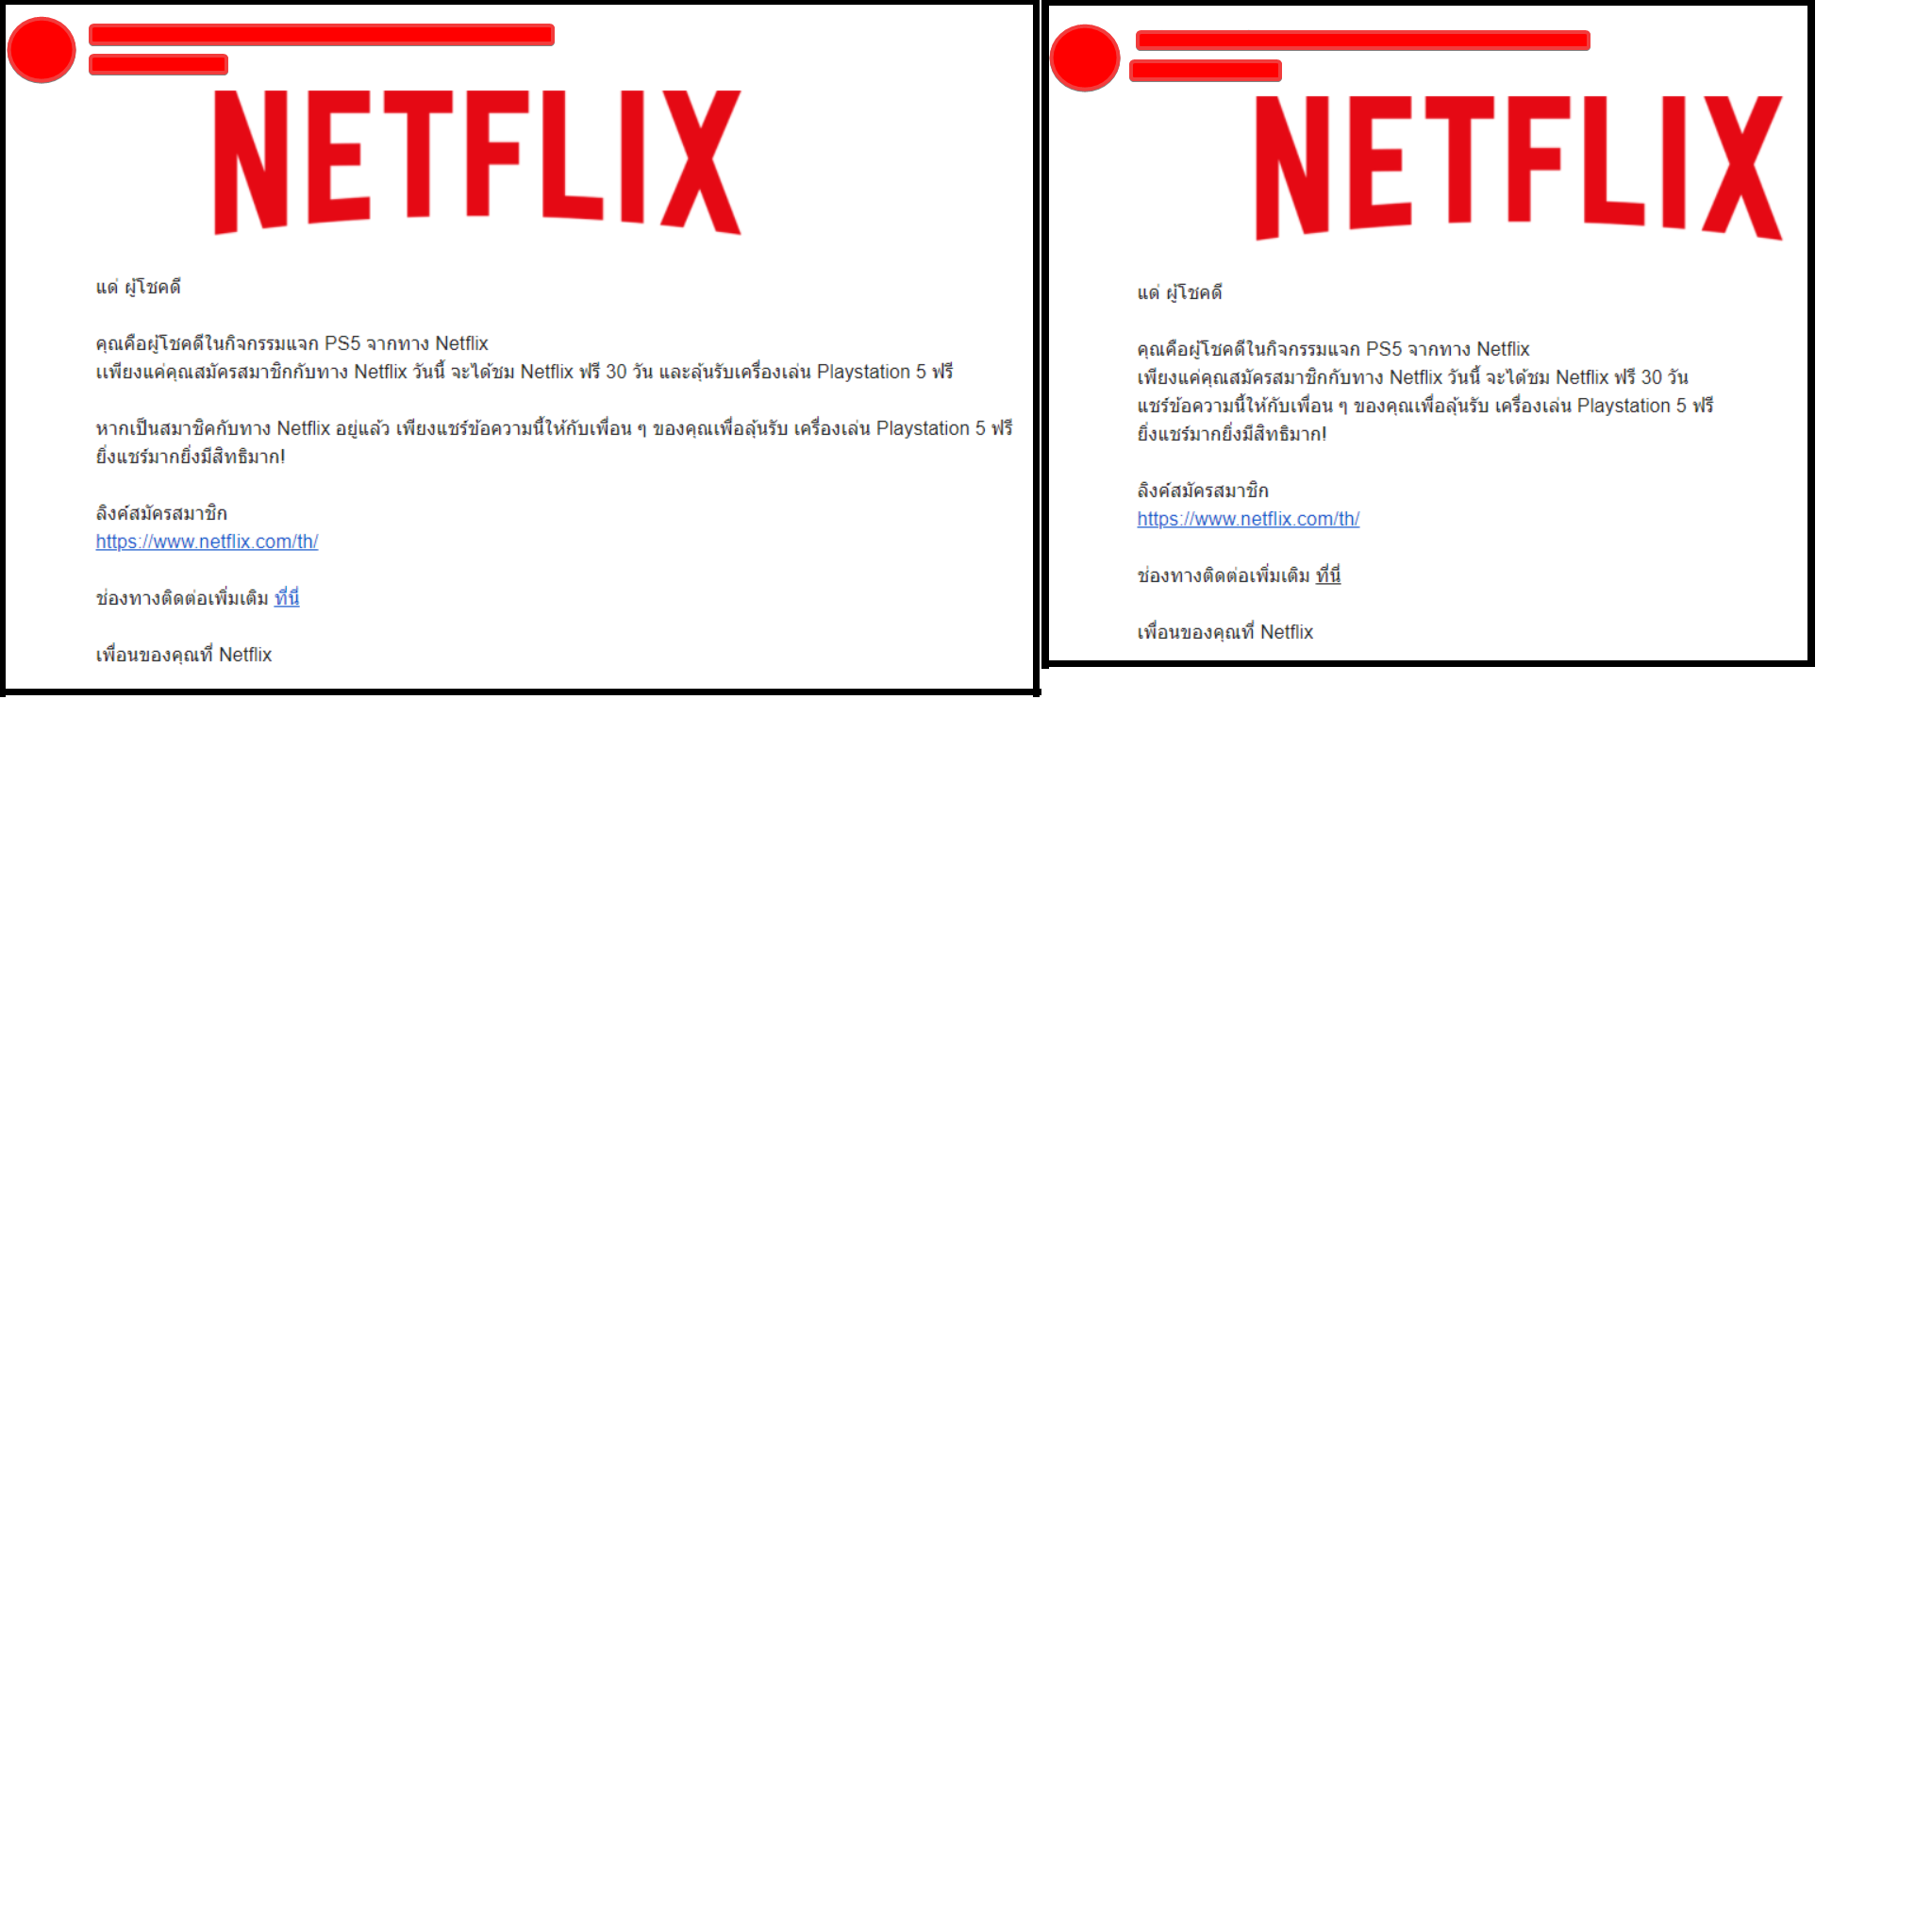 NETFLIX
แด่ ผู้โชคดี
คุณคือผู้โชคดีในกิจกรรมแจก PS5 จากทาง Netflix
เเพียงแค่คุณสมัครสมาชิกกับทาง Netflix วันนี้ จะได้ชม Netflix ฟรี 30 วัน และลุ้นรับเครื่องเล่น Playstation 5 ฟรี
หากเป็นสมาชิคกับทาง Netflix อยู่แล้ว เพียงแชร์ข้อความนี้ให้กับเพื่อน ๆ ของคุณเพื่อลุ้นรับ เครื่องเล่น Playstation 5 ฟรี
ยิ่งแชร์มากยิ่งมีสิทธิมาก!
ลิงค์สมัครสมาชิก
https://www.netflix.com/th/
ช่องทางติดต่อเพิ่มเติม ที่นี่
เพื่อนของคุณที่ Netflix
NETFLIX
แด่ ผู้โชคดี
คุณคือผู้โชคดีในกิจกรรมแจก PS5 จากทาง Netflix
เพียงแค่คุณสมัครสมาชิกกับทาง Netflix วันนี้ จะได้ชม Netflix ฟรี 30 วัน
แชร์ข้อความนี้ให้กับเพื่อน ๆ ของคุณเพื่อลุ้นรับ เครื่องเล่น Playstation 5 ฟรี
ยิ่งแชร์มากยิ่งมีสิทธิมาก!
ลิงค์สมัครสมาชิก
https://www.netflix.com/th/
ช่องทางติดต่อเพิ่มเติม ที่นี่
เพื่อนของคุณที่ Netflix